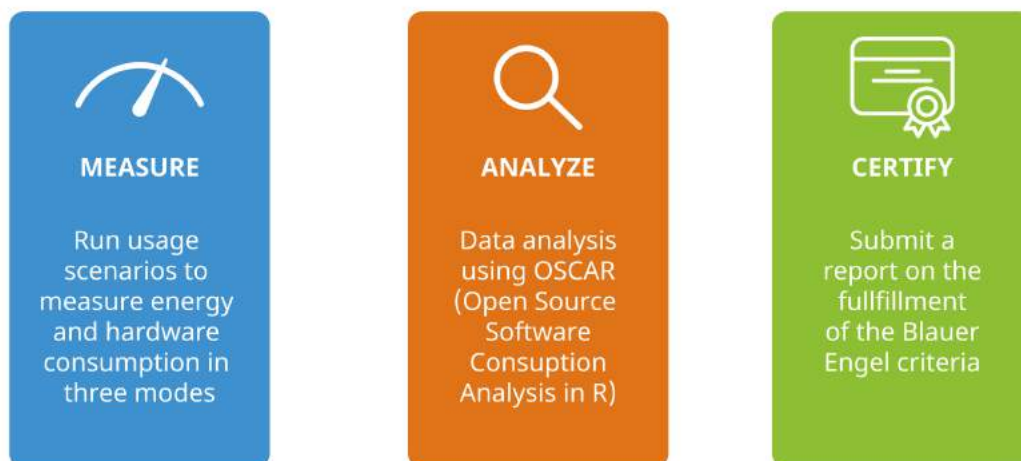 MEASURE
Run usage
scenarios to
measure energy
and hardware
consumption in
three modes
ANALYZE
Data analysis
using OSCAR
(Open Source
Software
Consuption
Analysis in R)
CERTIFY
Submit a
report on the
fullfillment
of the Blauer
Engel criteria